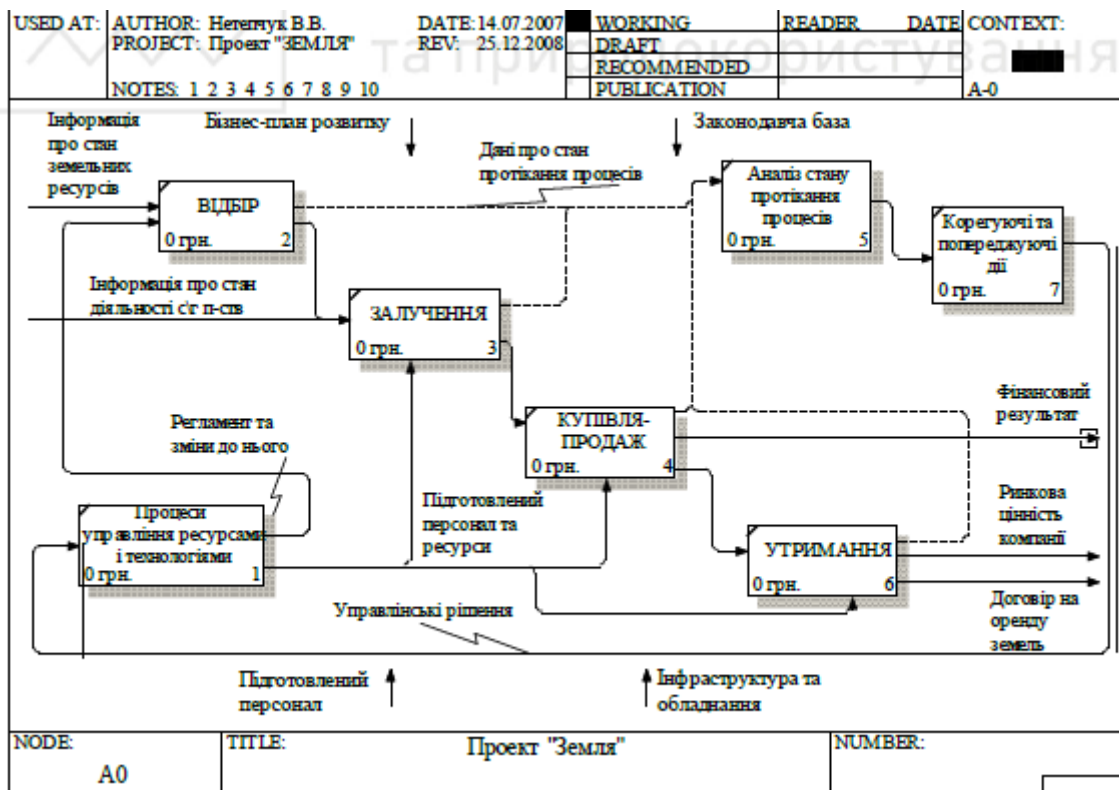 USED AT:
AUTHOR: Нетепчук В.В.
DATE: 14.07.2007
WORKING
READER
DATE
CONTEXT:
PROJECT: Проект "ЗЕМЛЯ"
REV: 25.12.2008
DRAFT
та природокористування
RECOMMENDED
NOTES: 1 2 3 4 5 6 7 8 9 10
PUBLICATION
A-0
Інформація
про стан
земельних
ресурсів
Бізнес-план розвитку
Законодавча база
Дані про стан
протікання процесів
ВІДБІР
0 грн. 2
Аналіз стану
протікання
процесів
0 грн. 5
Корегуючі та
попереджуючі
дії
0 грн. 7
Інформація про стан
діяльності с/г п-ств
ЗАЛУЧЕННЯ
0 грн. 3
Фінансовий
результат
Регламент та
зміни до нього
КУПІВЛЯ-
ПРОДАЖ
0 грн. 4
Процеси
управління ресурсами
і технологіями
0 грн. 1
Підготовлений
персонал та
ресурси
Ринкова
цінність
компанії
УТРИМАННЯ
0 грн. 6
Управлінські рішення
Договір на
оренду
земель
Підготовлений
персонал
Інфраструктура та
обладнання
NODE:
TITLE:
Проект "Земля"
NUMBER:
A0